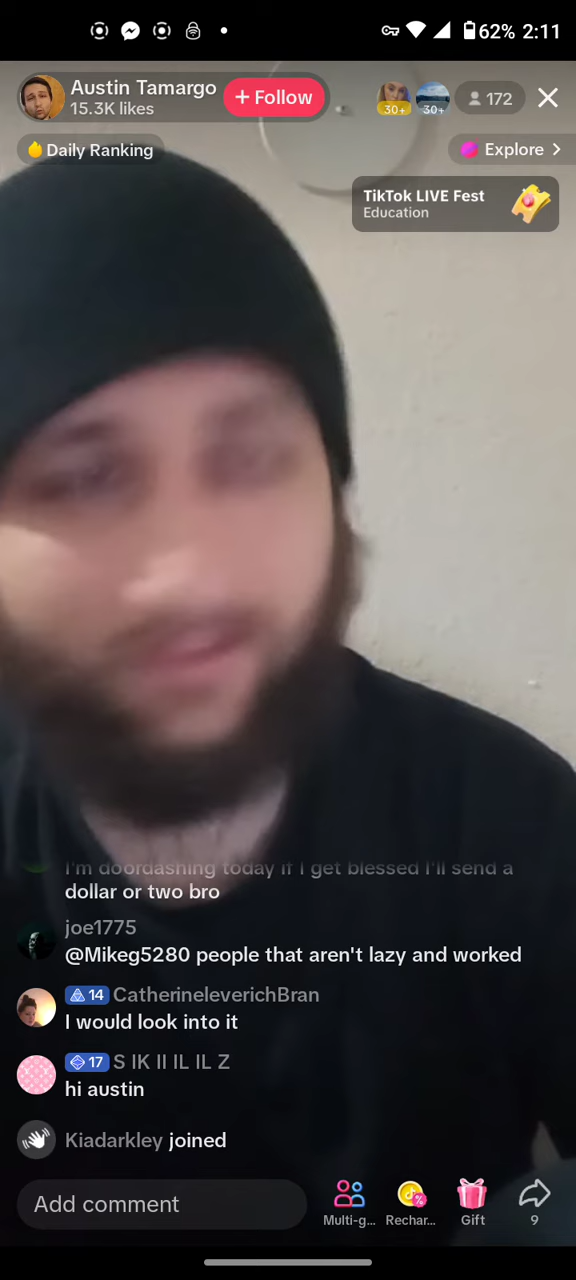 62% 2:11
Austin Tamargo
15.3K likes
+ Follow
30+
30+
172
Daily Ranking
Explore >
TikTok LIVE Fest
Education
I'm doordashing today if I get blessed I'll send a
dollar or two bro
joe1775
@Mikeg5280 people that aren't lazy and worked
14 CatherineleverichBran
I would look into it
17 S IK II IL IL Z
hi austin
Kiadarkley joined
Add comment
Multi-g...
Rechar...
Gift
9